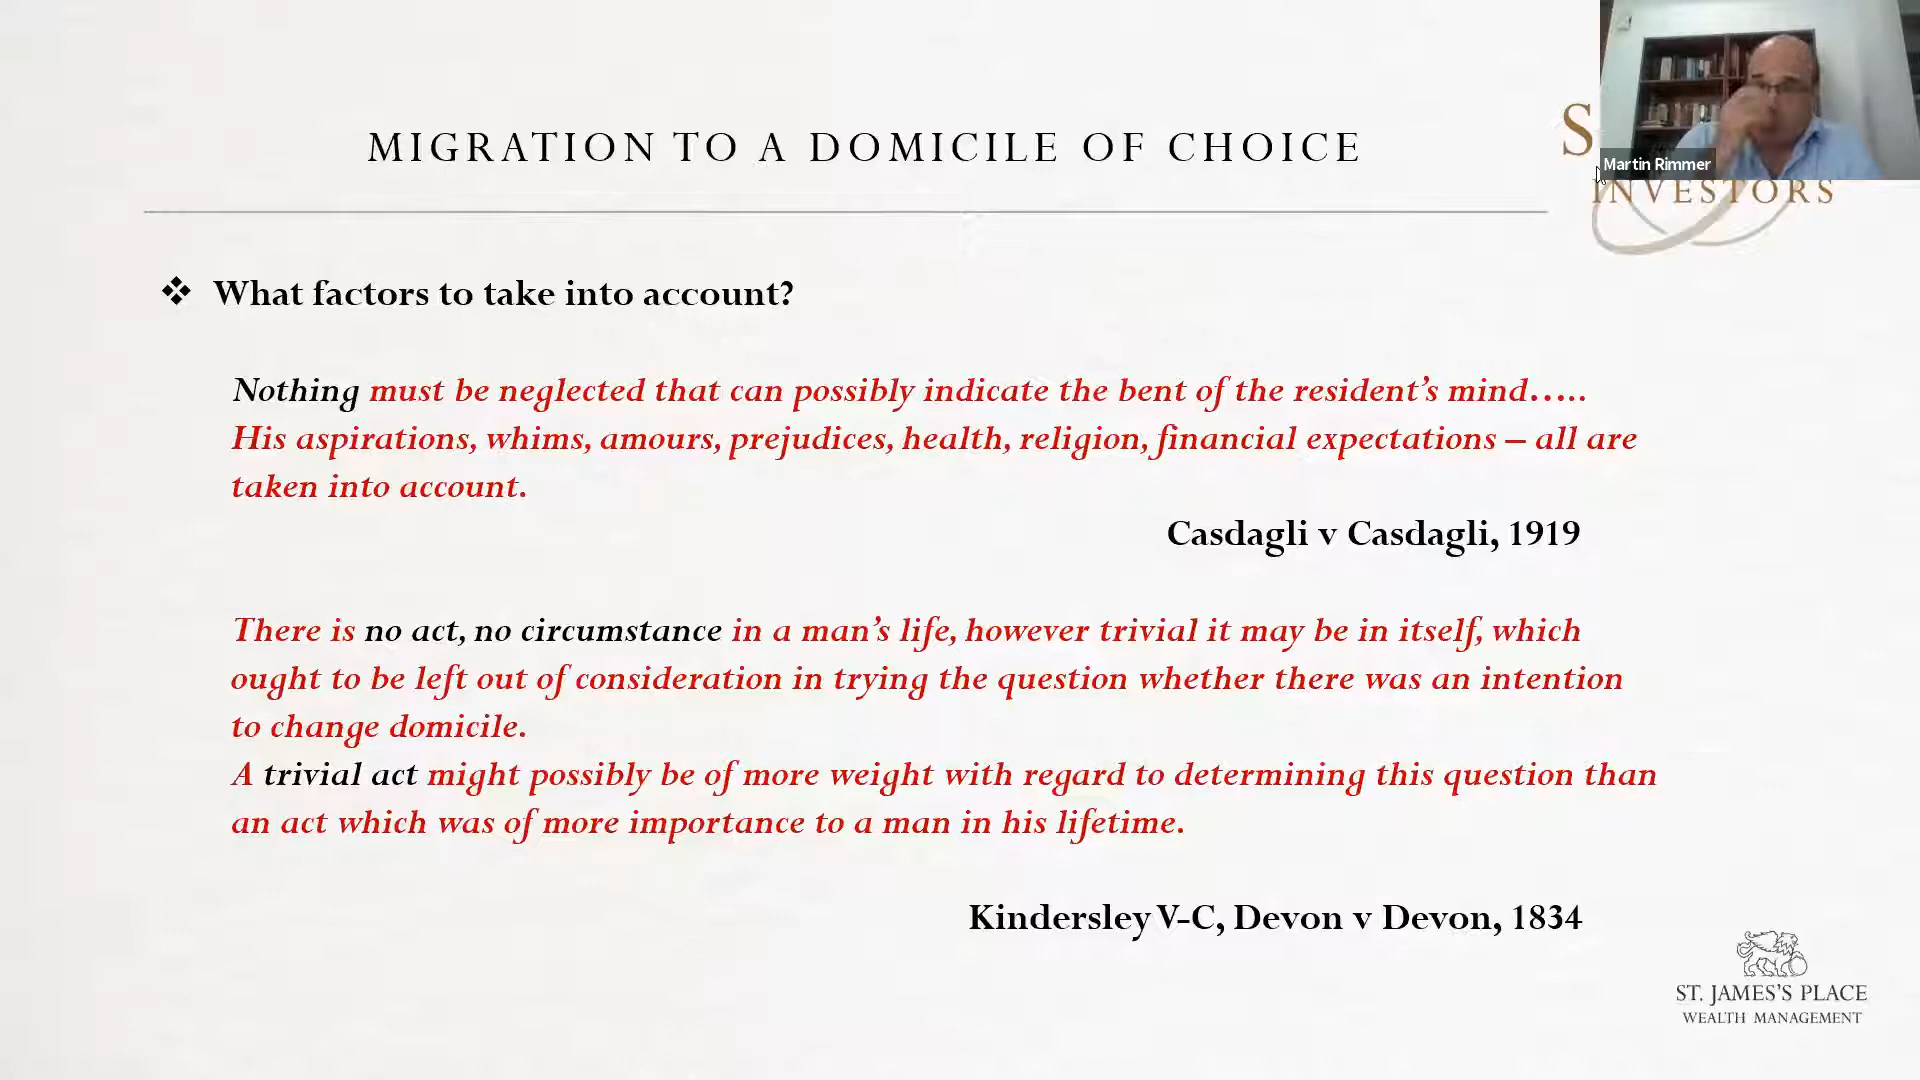 MIGRATION TO A DOMICILE OF CHOICE
S
Martin Rimmer
INVESTORS
❖ What factors to take into account?
Nothing must be neglected that can possibly indicate the bent of the resident’s mind…..
His aspirations, whims, amours, prejudices, health, religion, financial expectations – all are
taken into account.
Casdagli v Casdagli, 1919
There is no act, no circumstance in a man’s life, however trivial it may be in itself, which
ought to be left out of consideration in trying the question whether there was an intention
to change domicile.
A trivial act might possibly be of more weight with regard to determining this question than
an act which was of more importance to a man in his lifetime.
Kindersley V-C, Devon v Devon, 1834
ST. JAMES’S PLACE
WEALTH MANAGEMENT